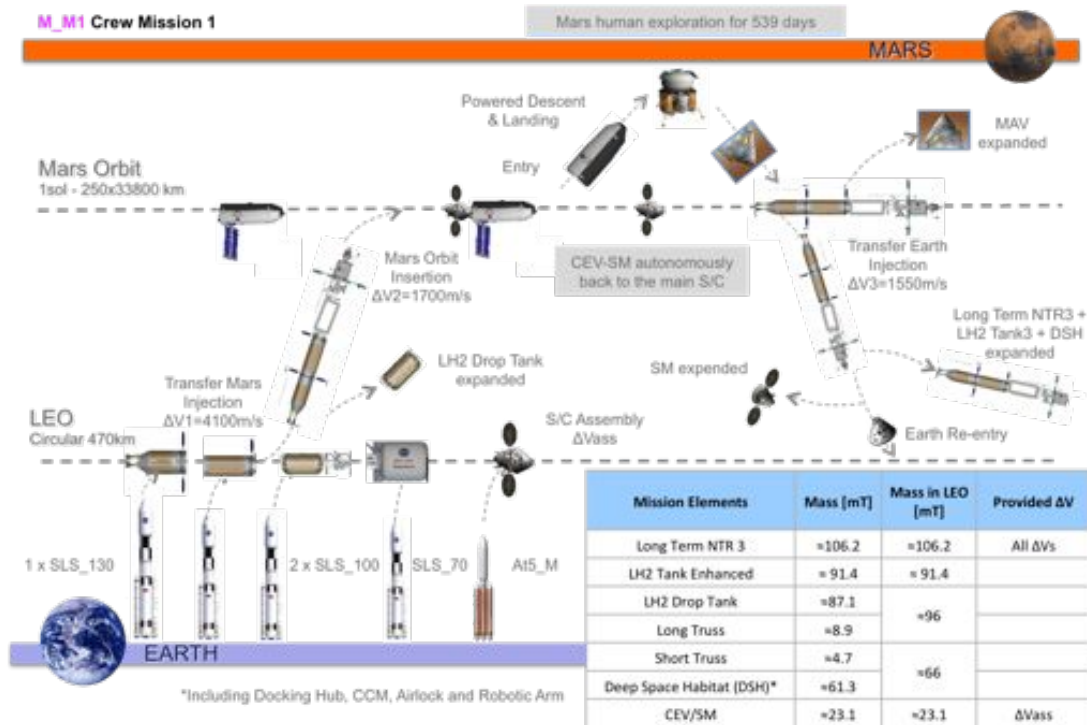 M_M1 Crew Mission 1
Mars human exploration for 539 days
MARS
Powered Descent
& Landing
MAV
expanded
Entry
Mars Orbit
1sol - 250x33800 km
Mars Orbit
Insertion
ΔV2=1700m/s
CEV-SM autonomously
back to the main S/C
Transfer Earth
Injection
ΔV3=1550m/s
Long Term NTR3 +
LH2 Tank3 + DSH
expanded
LH2 Drop Tank
expanded
Transfer Mars
Injection
ΔV1=4100m/s
SM expended
S/C Assembly
ΔVass
LEO
Circular 470km
Earth Re-entry
1 x SLS_130
2 x SLS_100
SLS_70
At5_M
EARTH
*Including Docking Hub, CCM, Airlock and Robotic Arm
Mission Elements Mass [mT] Mass in LEO [mT] Provided ΔV
Long Term NTR 3 ≈106.2 ≈106.2 All ΔVs
LH2 Tank Enhanced ≈ 91.4 ≈ 91.4
LH2 Drop Tank ≈87.1 ≈96
Long Truss ≈8.9
Short Truss ≈4.7 ≈66
Deep Space Habitat (DSH)* ≈61.3
CEV/SM ≈23.1 ≈23.1 ΔVass